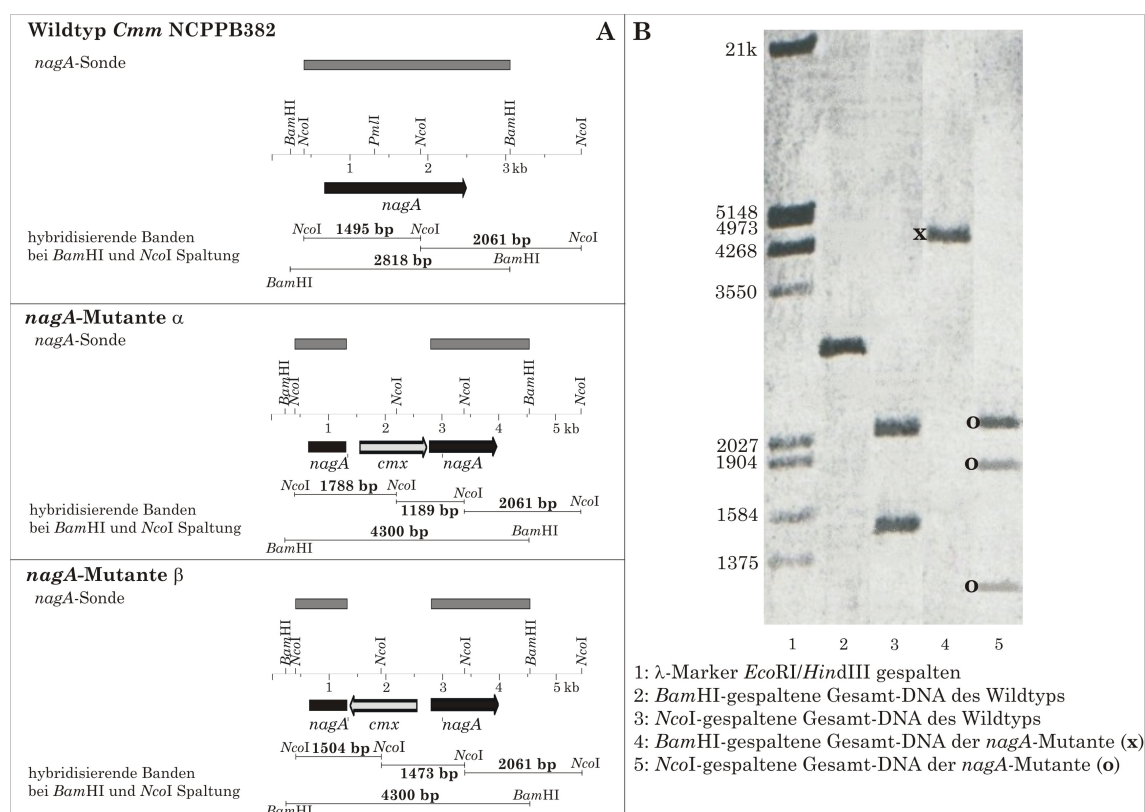 Wildtyp Cmm NCPPB382
A
nagA-Sonde
BamHI
NcoI
PmlI
NcoI
BamHI
NcoI
1 2 3 kb
nagA
hybridisierende Banden
bei BamHI und NcoI Spaltung
NcoI 1495 bp NcoI
2061 bp NcoI
2818 bp BamHI
BamHI
nagA-Mutante α
nagA-Sonde
BamHI
NcoI
NcoI
NcoI
BamHI
NcoI
1 2 3 4 5 kb
nagA cmx nagA
hybridisierende Banden
bei BamHI und NcoI Spaltung
NcoI 1788 bp NcoI
1189 bp NcoI
2061 bp NcoI
4300 bp BamHI
BamHI
nagA-Mutante β
nagA-Sonde
BamHI
NcoI
NcoI
NcoI
BamHI
NcoI
1 2 3 4 5 kb
nagA cmx nagA
hybridisierende Banden
bei BamHI und NcoI Spaltung
NcoI 1504 bp NcoI
1473 bp NcoI
2061 bp NcoI
4300 bp BamHI
BamHI
B
21k
5148
4973
4268
3550
2027
1904
1584
1375
x
o
o
o
1 2 3 4 5
1: λ-Marker EcoRI/HindIII gespalten
2: BamHI-gespaltene Gesamt-DNA des Wildtyps
3: NcoI-gespaltene Gesamt-DNA des Wildtyps
4: BamHI-gespaltene Gesamt-DNA der nagA-Mutante (x)
5: NcoI-gespaltene Gesamt-DNA der nagA-Mutante (o)